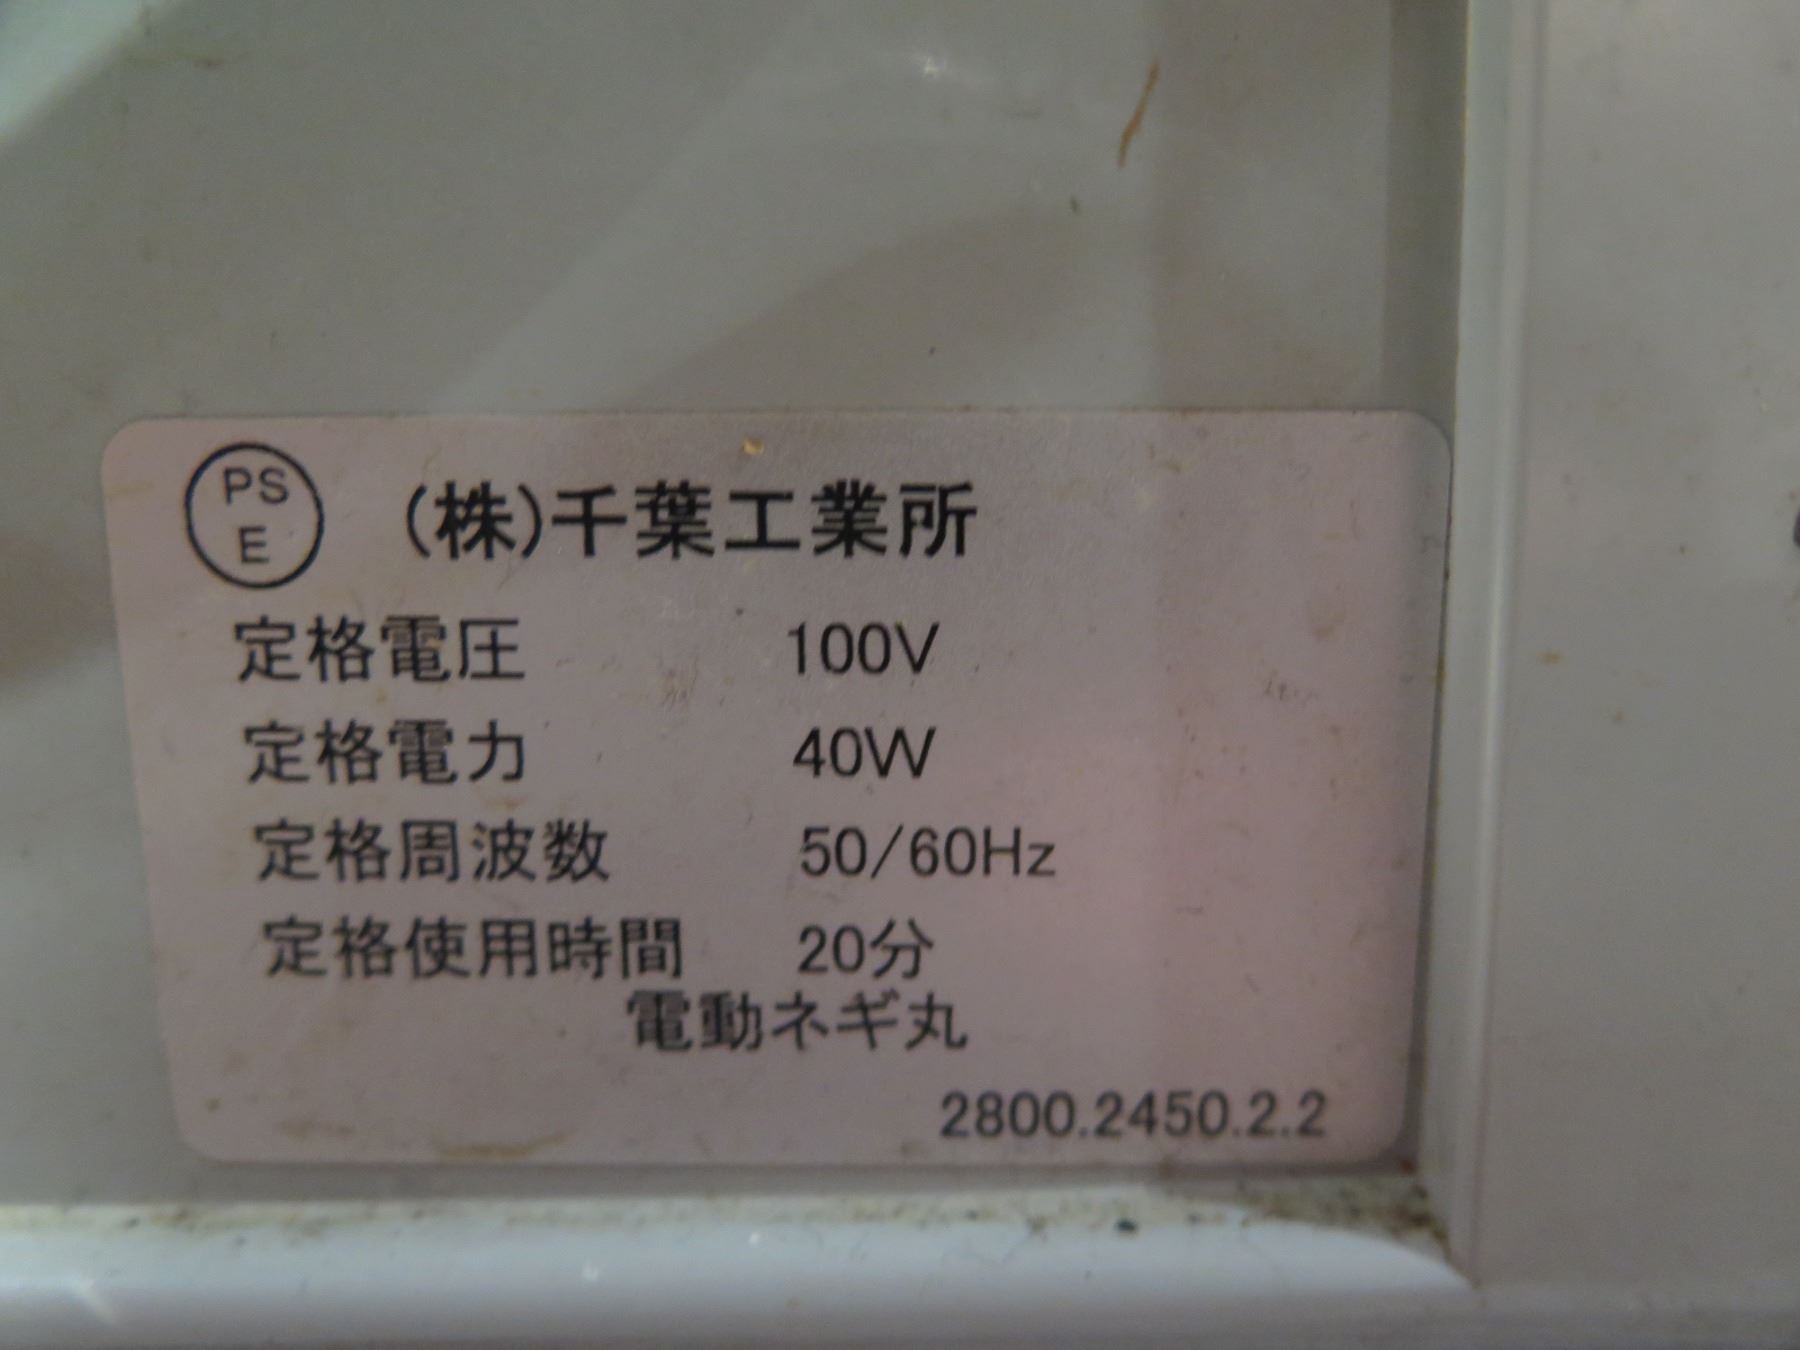 PS
E
(株)千葉工業所
定格電圧 100V
定格電力 40W
定格周波数 50/60Hz
定格使用時間 20分
電動ネギ丸
2800.2450.2.2